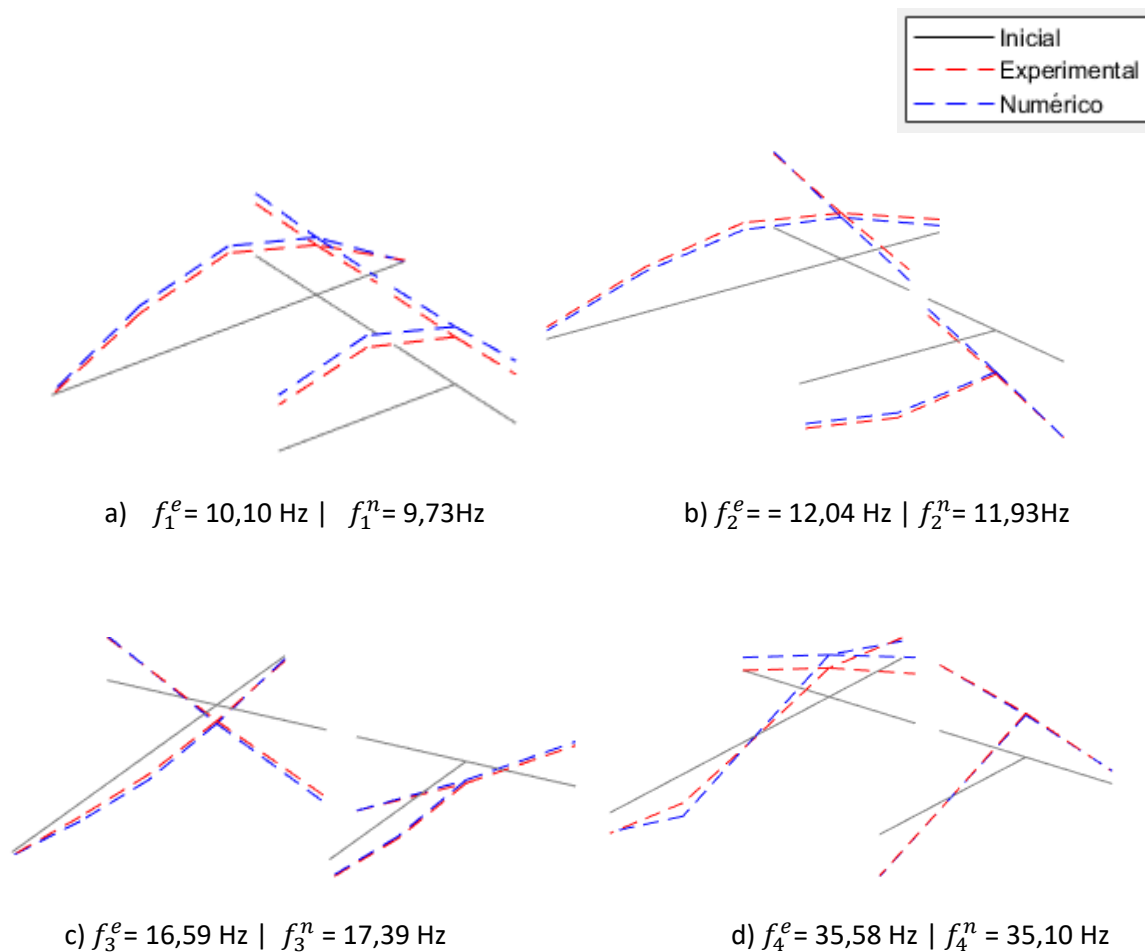 Inicial
Experimental
Numérico
a) f₁ᵉ= 10,10 Hz | f₁ⁿ= 9,73Hz
b) f₂ᵉ= = 12,04 Hz | f₂ⁿ= 11,93Hz
c) f₃ᵉ= 16,59 Hz | f₃ⁿ = 17,39 Hz
d) f₄ᵉ= 35,58 Hz | f₄ⁿ = 35,10 Hz